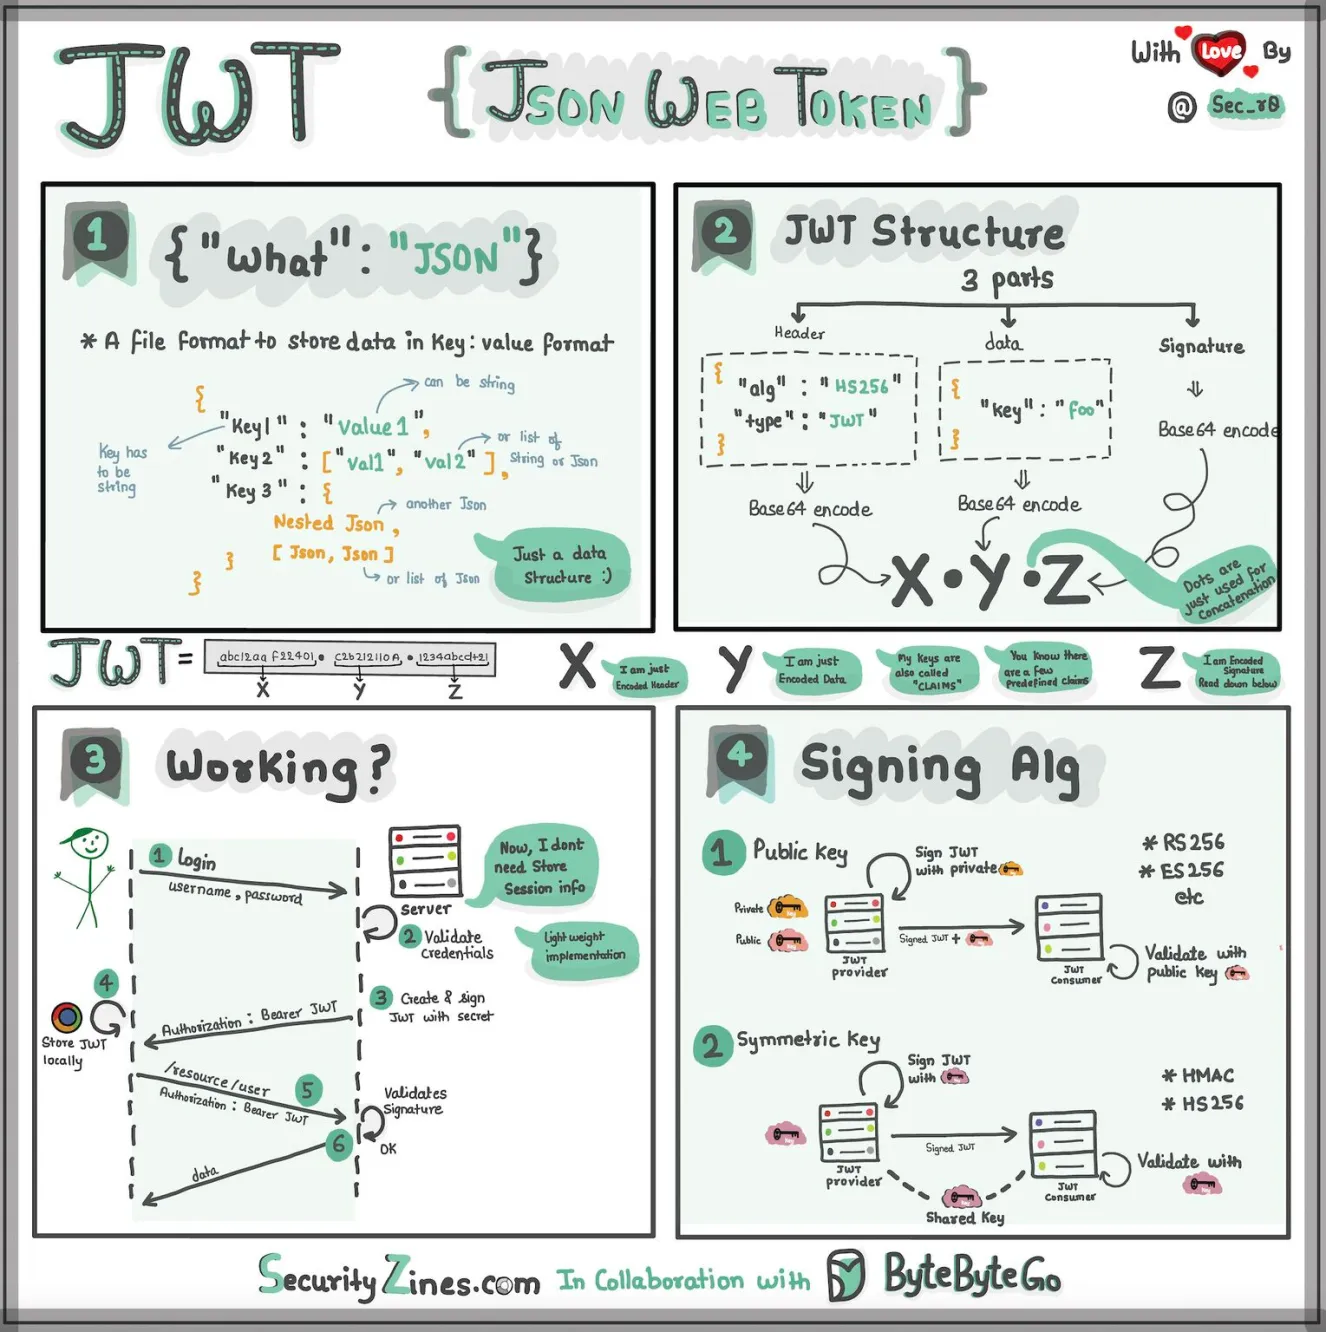 JWT
{ JSON WEB TOKEN }
With Love By
@ Sec_r0
1
{"What": "JSON"}
* A file format to store data in Key: value format
{
can be string
"Key1" : "Value1",
Key has
to be
string
"Key2" : ["val1", "val2"],
or list of
String or Json
"Key 3" : {
another Json
Nested Json,
[ Json, Json ]
or list of Json
}
}
Just a data
Structure :)
2
JWT Structure
3 parts
Header
data
Signature
{
"alg" : "HS256"
"type" : "JWT"
}
{
"key" : "foo"
}
Base64 encode
Base64 encode
Base64 encode
X.Y.Z
Dots are
just used for
Concatenation
JWT =
X
Y
Z
X
I am just
Encoded Header
Y
I am just
Encoded Data
My Keys are
also called
"CLAIMS"
You Know there
are a few
predefined claims
Z
I am Encoded
Signature
Read down below
3
Working?
1 Login
username, password
Server
Now, I dont
need Store
Session info
2 Validate
Credentials
Light weight
implementation
3 Create & sign
JWT with secret
Authorization: Bearer JWT
4
Store JWT
locally
/resource/user
5
Authorization: Bearer JWT
Validates
Signature
OK
6
data
4
Signing Alg
1 Public Key
Sign JWT
with private
* RS256
* ES256
etc
Private
Public
JWT
provider
Signed JWT +
JWT
Consumer
Validate with
public Key
2 Symmetric Key
Sign JWT
with
* HMAC
* HS256
JWT
provider
Signed JWT
JWT
Consumer
Validate with
Shared Key
SecurityZines.com In Collaboration with ByteByteGo